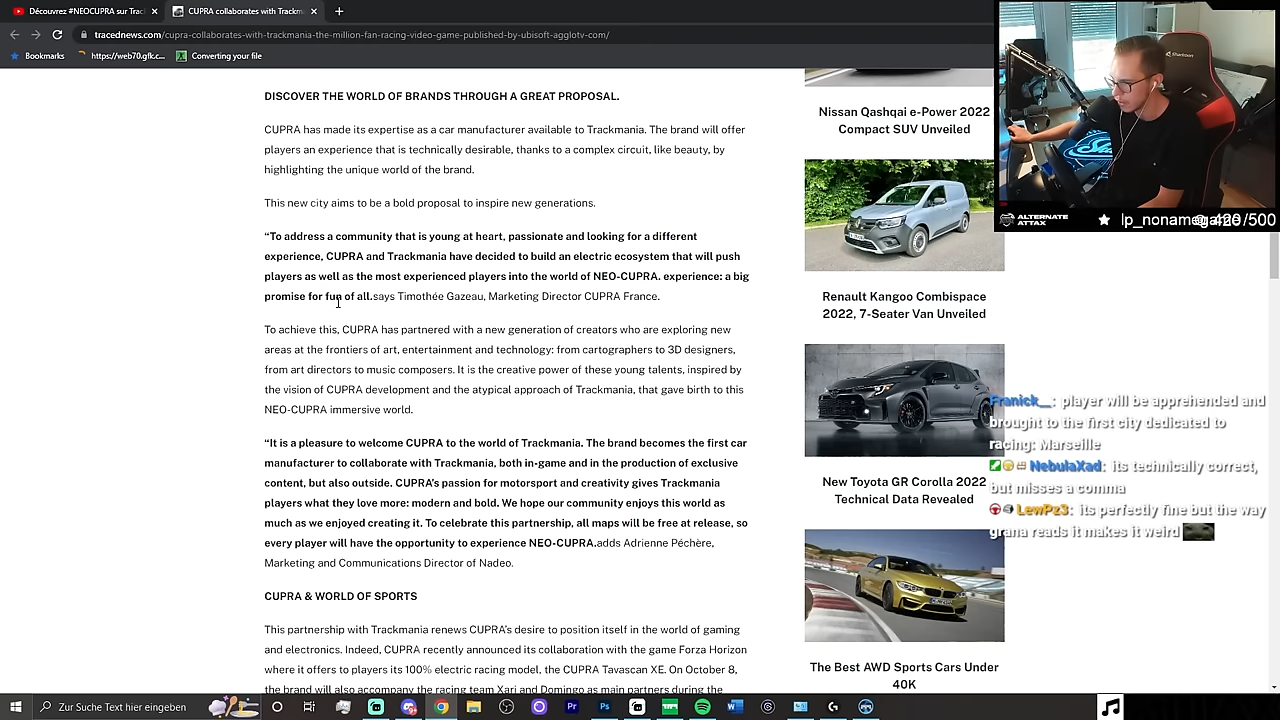 Découvrez #NEOCUPRA sur Trac
CUPRA collaborates with Trackm
tracednews.com/cupra-collaborates-with-trackmania-the-million-player-video-game-published-by-ubisoft-agaotv-com/
Bookmarks
https://web70.gfk.c...
Converting your file
DISCOVER THE WORLD OF BRANDS THROUGH A GREAT PROPOSAL.
CUPRA has made its expertise as a car manufacturer available to Trackmania. The brand will offer
players an experience that is technically desirable, thanks to a complex circuit, like beauty, by
highlighting the unique world of the brand.
This new city aims to be a bold proposal to inspire new generations.
“To address a community that is young at heart, passionate and looking for a different
experience, CUPRA and Trackmania have decided to build an electric ecosystem that will push
players as well as the most experienced players into the world of NEO-CUPRA. experience: a big
promise for fun of all.says Timothée Gazeau, Marketing Director CUPRA France.
To achieve this, CUPRA has partnered with a new generation of creators who are exploring new
areas at the frontiers of art, entertainment and technology: from cartographers to 3D designers,
from art directors to music composers. It is the creative power of these young talents, inspired by
the vision of CUPRA development and the atypical approach of Trackmania, that gave birth to this
NEO-CUPRA immersive world.
“It is a pleasure to welcome CUPRA to the world of Trackmania. The brand becomes the first car
manufacturer to collaborate with Trackmania, both in-game and in the production of exclusive
content, but above all CUPRA’s passion for motorsport and creativity gives Trackmania
players what they love more: modern and bold. We hope our community enjoys this world as
much as we do creating it. To celebrate this partnership, all maps will be free at release, so
everyone can experience NEO-CUPRA.adds Adrienne Péchère,
Marketing and Communications Director of Nadeo.
CUPRA & WORLD OF SPORTS
This partnership with Trackmania renews CUPRA’s desire to position itself in the world of gaming
and electronics. Indeed, CUPRA recently announced its collaboration with the game Forza Horizon
where it offers to players its 100% electric racing model, the CUPRA Tavascan XE. On October 8,
the brand will also accompany the racing team Xari and Domingo as main partners during the
Nissan Qashqai e-Power 2022
Compact SUV Unveiled
Renault Kangoo Combispace
2022, 7-Seater Van Unveiled
New Toyota GR Corolla 2022
Technical Data Revealed
The Best AWD Sports Cars Under
40K
Sharkoon
ALTERNATE
ATTAX
lp_nonamegam
420/500
Franick__: player will be apprehended and
brought to the first city dedicated to
racing: Marseille
NebulaXad: its technically correct,
but misses a comma
LewPz3: its perfectly fine but the way
grana reads it makes it weird
Zur Suche Text hier eingeben